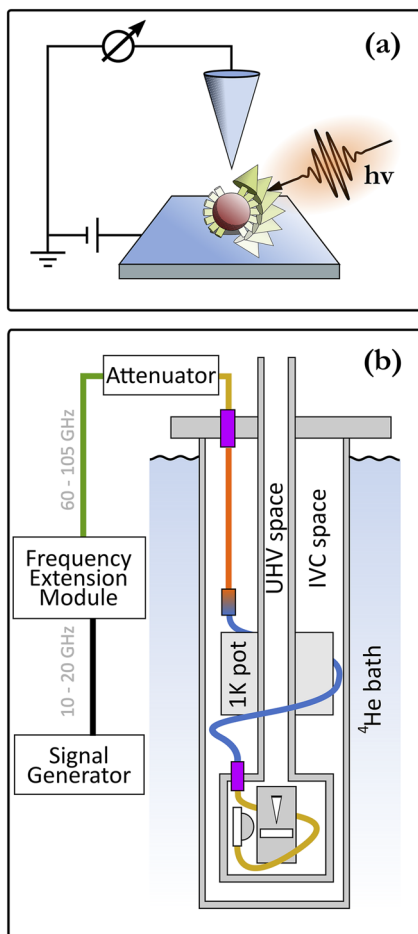 (a)
hv
(b)
Attenuator
60 - 105 GHz
Frequency
Extension
Module
10 - 20 GHz
Signal
Generator
UHV space
IVC space
1K pot
⁴He bath